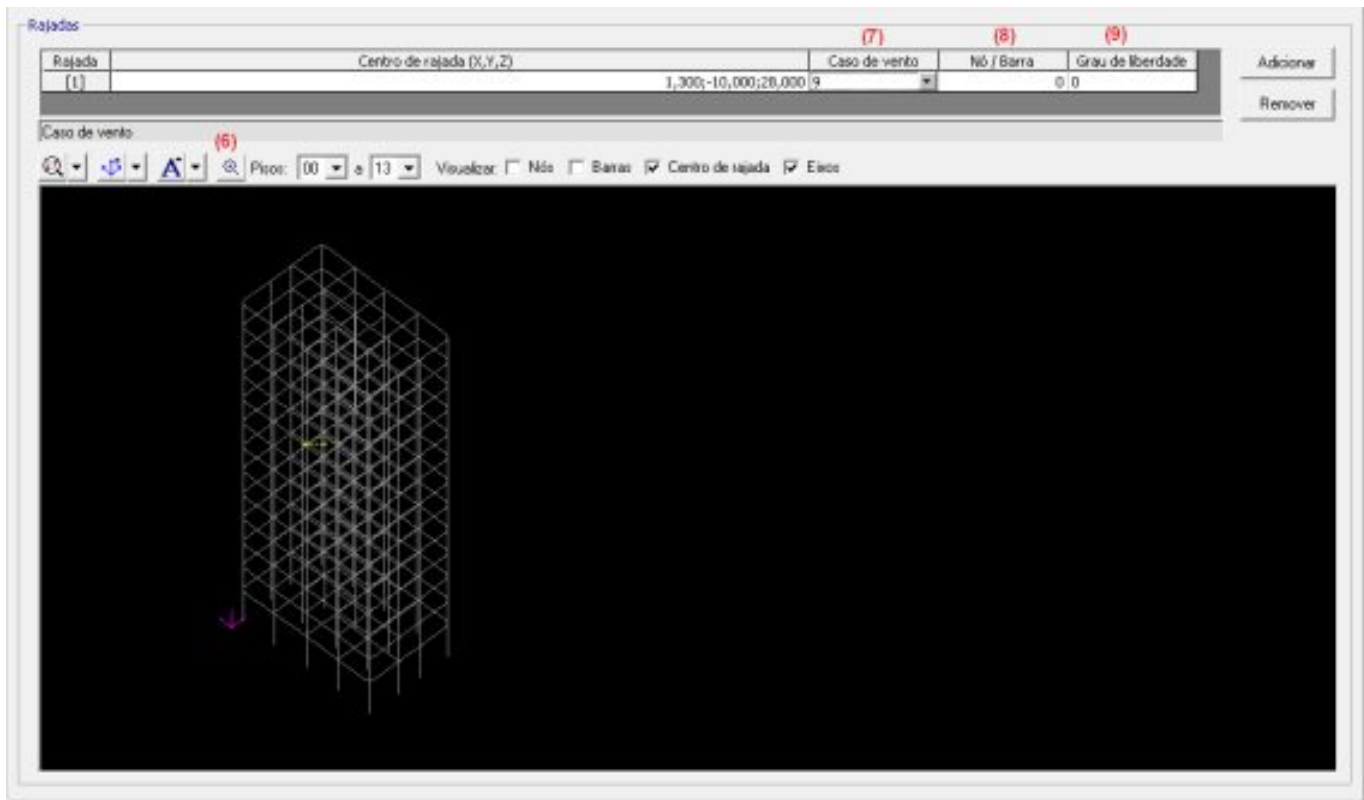 Rajadas
(7) (8) (9)
Rajada Centro de rajada (X,Y,Z) Caso de vento Nó / Barra Grau de liberdade Adicionar
[1] 1,300;-10,000;28,000 9 0 0
Remover
Caso de vento
(6)
Pisos: 00 a 13 Visualizar: Nós Barras Centro de rajada Eixos